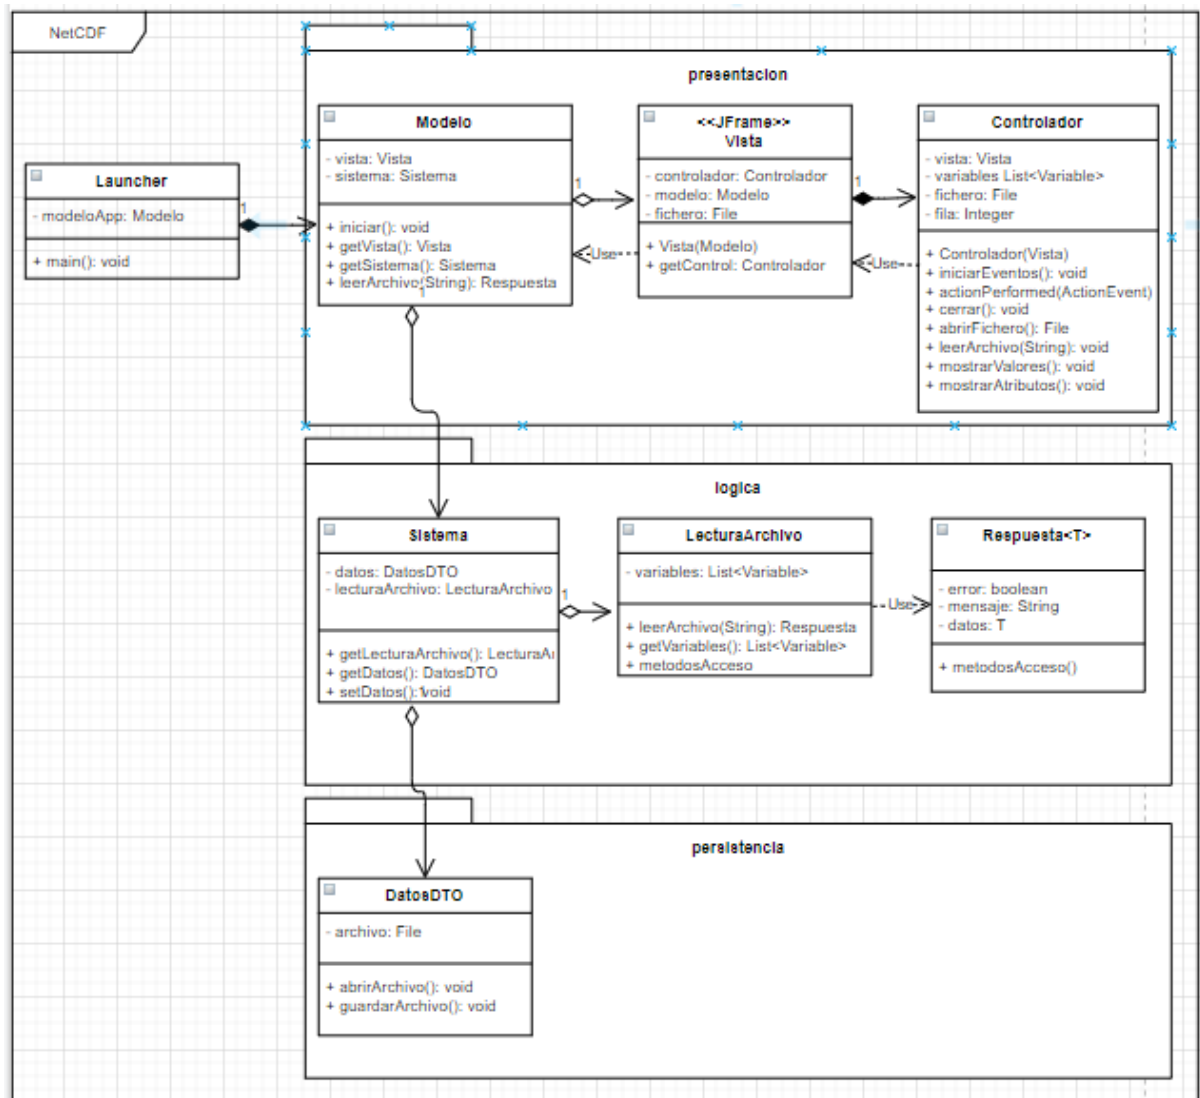 NetCDF
presentacion
Launcher
- modeloApp: Modelo
+ main(): void
1
Modelo
- vista: Vista
- sistema: Sistema
+ iniciar(): void
+ getVista(): Vista
+ getSistema(): Sistema
+ leerArchivo(String): Respuesta
1
1
Use
<<JFrame>>
Vista
- controlador: Controlador
- modelo: Modelo
- fichero: File
+ Vista(Modelo)
+ getControl: Controlador
1
Use
Controlador
- vista: Vista
- variables List<Variable>
- fichero: File
- fila: Integer
+ Controlador(Vista)
+ iniciarEventos(): void
+ actionPerformed(ActionEvent)
+ cerrar(): void
+ abrirFichero(): File
+ leerArchivo(String): void
+ mostrarValores(): void
+ mostrarAtributos(): void
logica
Sistema
- datos: DatosDTO
- lecturaArchivo: LecturaArchivo
+ getLecturaArchivo(): LecturaAr
+ getDatos(): DatosDTO
+ setDatos(): void
1
1
LecturaArchivo
- variables: List<Variable>
+ leerArchivo(String): Respuesta
+ getVariables(): List<Variable>
+ metodosAcceso
Use
Respuesta<T>
- error: boolean
- mensaje: String
- datos: T
+ metodosAcceso()
persistencia
DatosDTO
- archivo: File
+ abrirArchivo(): void
+ guardarArchivo(): void